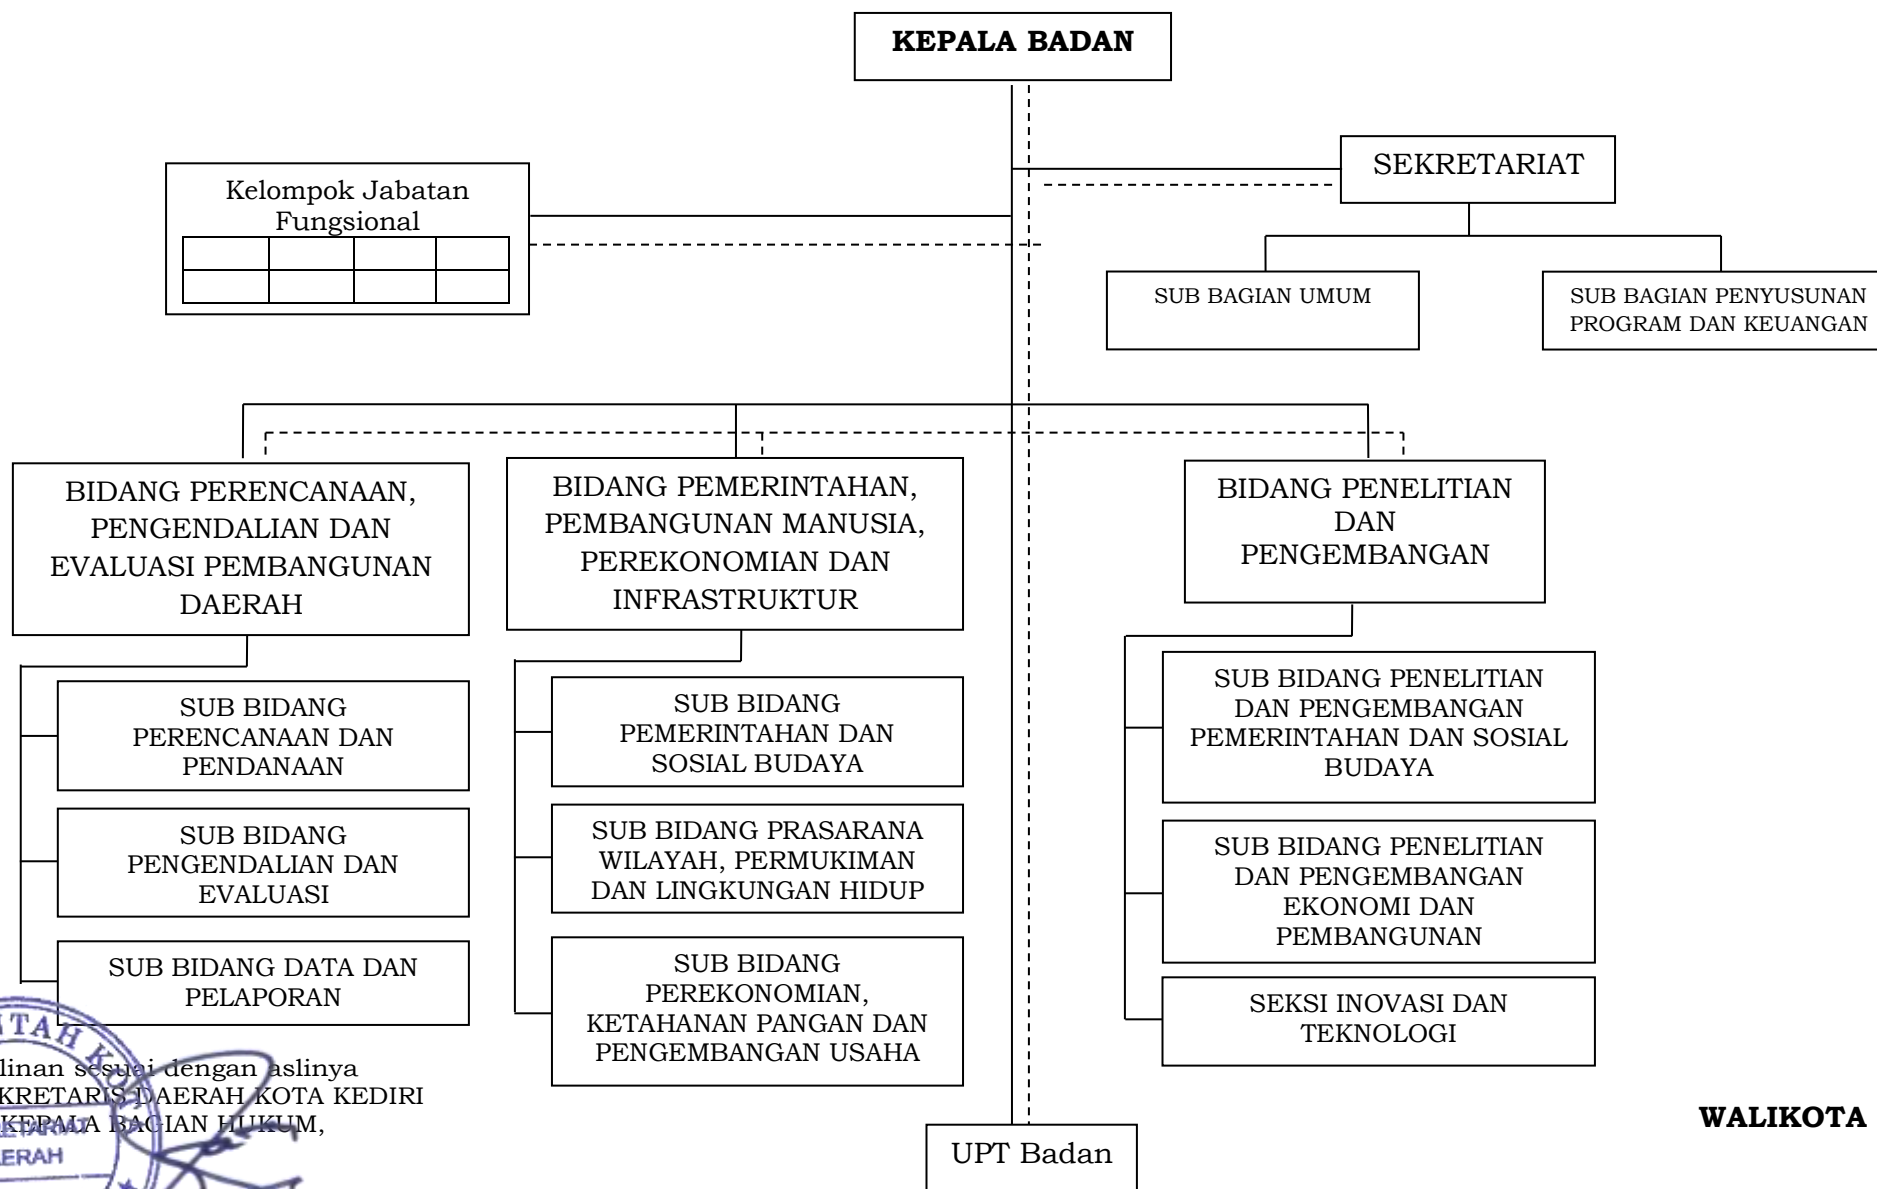 KEPALA BADAN
SEKRETARIAT
Kelompok Jabatan
Fungsional
SUB BAGIAN UMUM
SUB BAGIAN PENYUSUNAN
PROGRAM DAN KEUANGAN
BIDANG PERENCANAAN,
PENGENDALIAN DAN
EVALUASI PEMBANGUNAN
DAERAH
BIDANG PEMERINTAHAN,
PEMBANGUNAN MANUSIA,
PEREKONOMIAN DAN
INFRASTRUKTUR
BIDANG PENELITIAN
DAN
PENGEMBANGAN
SUB BIDANG
PERENCANAAN DAN
PENDANAAN
SUB BIDANG
PENGENDALIAN DAN
EVALUASI
SUB BIDANG DATA DAN
PELAPORAN
SUB BIDANG
PEMERINTAHAN DAN
SOSIAL BUDAYA
SUB BIDANG PRASARANA
WILAYAH, PERMUKIMAN
DAN LINGKUNGAN HIDUP
SUB BIDANG
PEREKONOMIAN,
KETAHANAN PANGAN DAN
PENGEMBANGAN USAHA
SUB BIDANG PENELITIAN
DAN PENGEMBANGAN
PEMERINTAHAN DAN SOSIAL
BUDAYA
SUB BIDANG PENELITIAN
DAN PENGEMBANGAN
EKONOMI DAN
PEMBANGUNAN
SEKSI INOVASI DAN
TEKNOLOGI
UPT Badan
linan sesuai dengan aslinya
KRETARIS DAERAH KOTA KEDIRI
KEPALA BAGIAN HUKUM,
NTAH KOTA
ETARIAT
ERAH
WALIKOTA